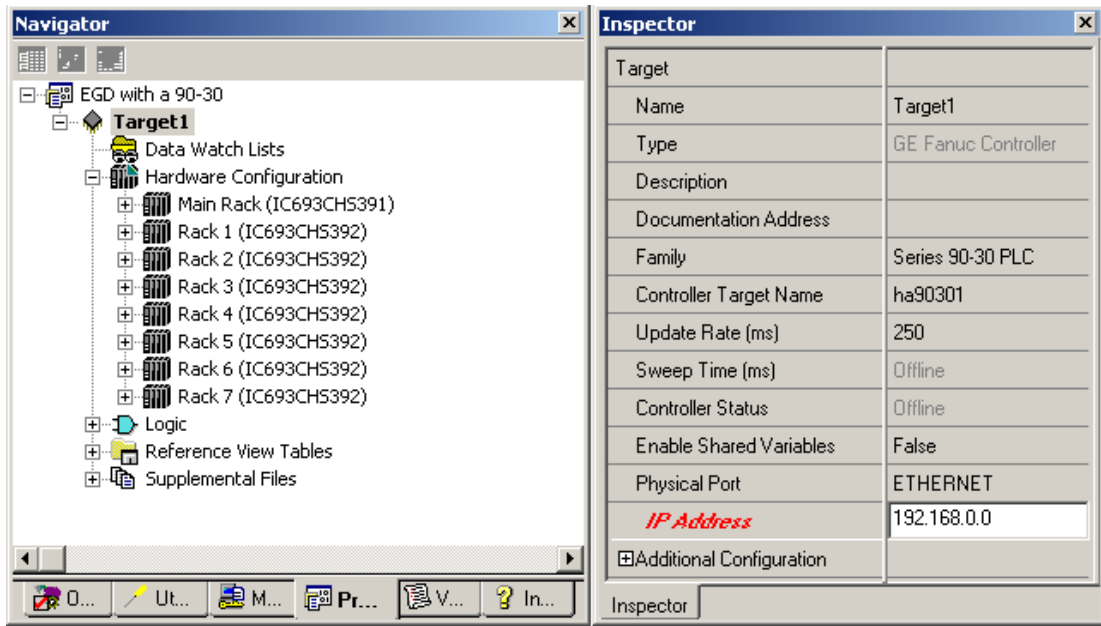 Navigator
EGD with a 90-30
Target1
Data Watch Lists
Hardware Configuration
Main Rack (IC693CHS391)
Rack 1 (IC693CHS392)
Rack 2 (IC693CHS392)
Rack 3 (IC693CHS392)
Rack 4 (IC693CHS392)
Rack 5 (IC693CHS392)
Rack 6 (IC693CHS392)
Rack 7 (IC693CHS392)
Logic
Reference View Tables
Supplemental Files
O... Ut... M... Pr... V... In...
Inspector
Target
Name Target1
Type GE Fanuc Controller
Description
Documentation Address
Family Series 90-30 PLC
Controller Target Name ha90301
Update Rate (ms) 250
Sweep Time (ms) Offline
Controller Status Offline
Enable Shared Variables False
Physical Port ETHERNET
IP Address 192.168.0.0
Additional Configuration
Inspector